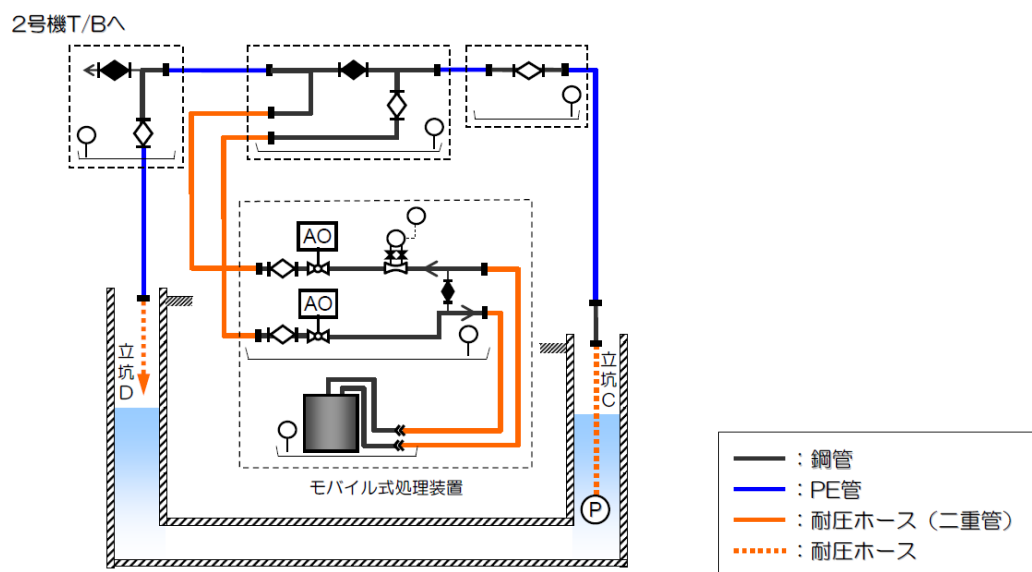 2号機T/Bへ
AO
AO
立坑D
立坑C
P
モバイル式処理装置
：鋼管
：PE管
：耐圧ホース（二重管）
：耐圧ホース